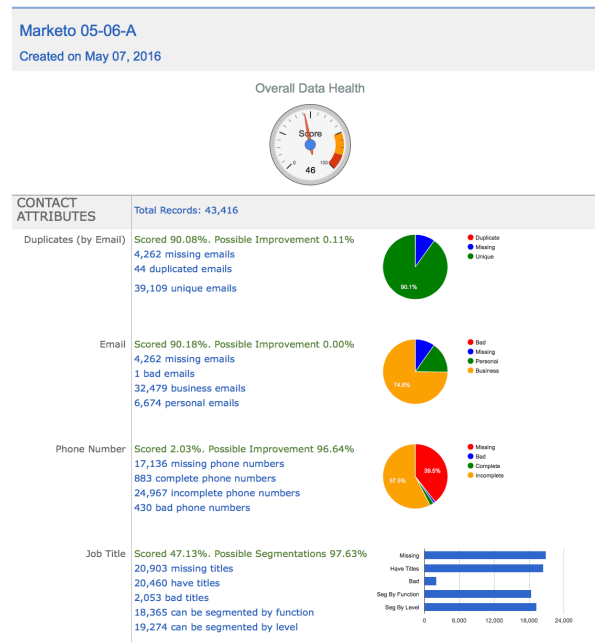 Marketo 05-06-A
Created on May 07, 2016
Overall Data Health
Score
0
100
46
CONTACT
ATTRIBUTES
Total Records: 43,416
Duplicates (by Email)
Scored 90.08%. Possible Improvement 0.11%
4,262 missing emails
44 duplicated emails
39,109 unique emails
90.1%
Duplicate
Missing
Unique
Email
Scored 90.18%. Possible Improvement 0.00%
4,262 missing emails
1 bad emails
32,479 business emails
6,674 personal emails
74.8%
Bad
Missing
Personal
Business
Phone Number
Scored 2.03%. Possible Improvement 96.64%
17,136 missing phone numbers
883 complete phone numbers
24,967 incomplete phone numbers
430 bad phone numbers
39.5%
57.5%
Missing
Bad
Complete
Incomplete
Job Title
Scored 47.13%. Possible Segmentations 97.63%
20,903 missing titles
20,460 have titles
2,053 bad titles
18,365 can be segmented by function
19,274 can be segmented by level
Missing
Have Titles
Bad
Seg By Function
Seg By Level
0 6,000 12,000 18,000 24,000